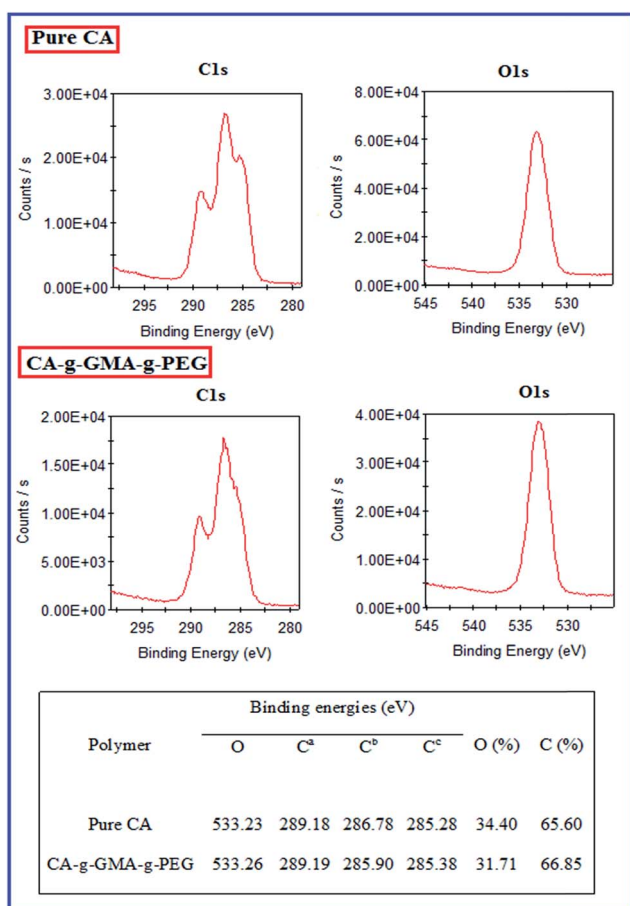 Pure CA
C1s
O1s
3.00E+04
2.00E+04
1.00E+04
0.00E+00
Counts / s
295 290 285 280
Binding Energy (eV)
8.00E+04
6.00E+04
4.00E+04
2.00E+04
0.00E+00
Counts / s
545 540 535 530
Binding Energy (eV)
CA-g-GMA-g-PEG
C1s
O1s
2.00E+04
1.50E+04
1.00E+04
5.00E+03
0.00E+00
Counts / s
295 290 285 280
Binding Energy (eV)
4.00E+04
3.00E+04
2.00E+04
1.00E+04
0.00E+00
Counts / s
545 540 535 530
Binding Energy (eV)
Binding energies (eV)
Polymer O Cᵃ Cᵇ Cᶜ O (%) C (%)
Pure CA 533.23 289.18 286.78 285.28 34.40 65.60
CA-g-GMA-g-PEG 533.26 289.19 285.90 285.38 31.71 66.85